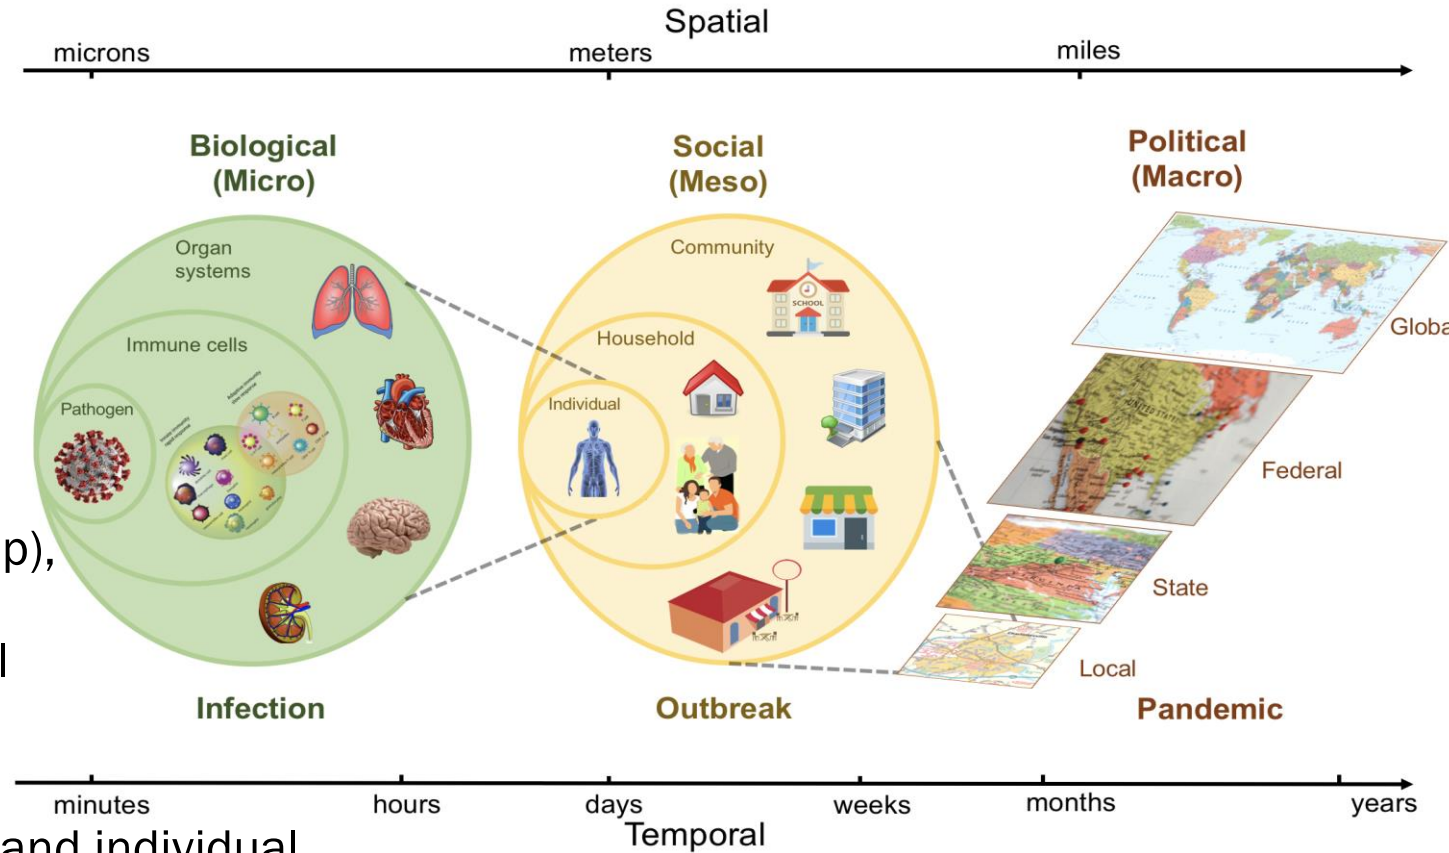 Spatial
microns
meters
miles
Biological
(Micro)
Social
(Meso)
Political
(Macro)
Organ
systems
Immune cells
Pathogen
Community
SCHOOL
Household
Individual
Globa
Federal
State
Local
p),
l
Infection
Outbreak
Pandemic
minutes
hours
days
weeks
months
years
Temporal
and individual